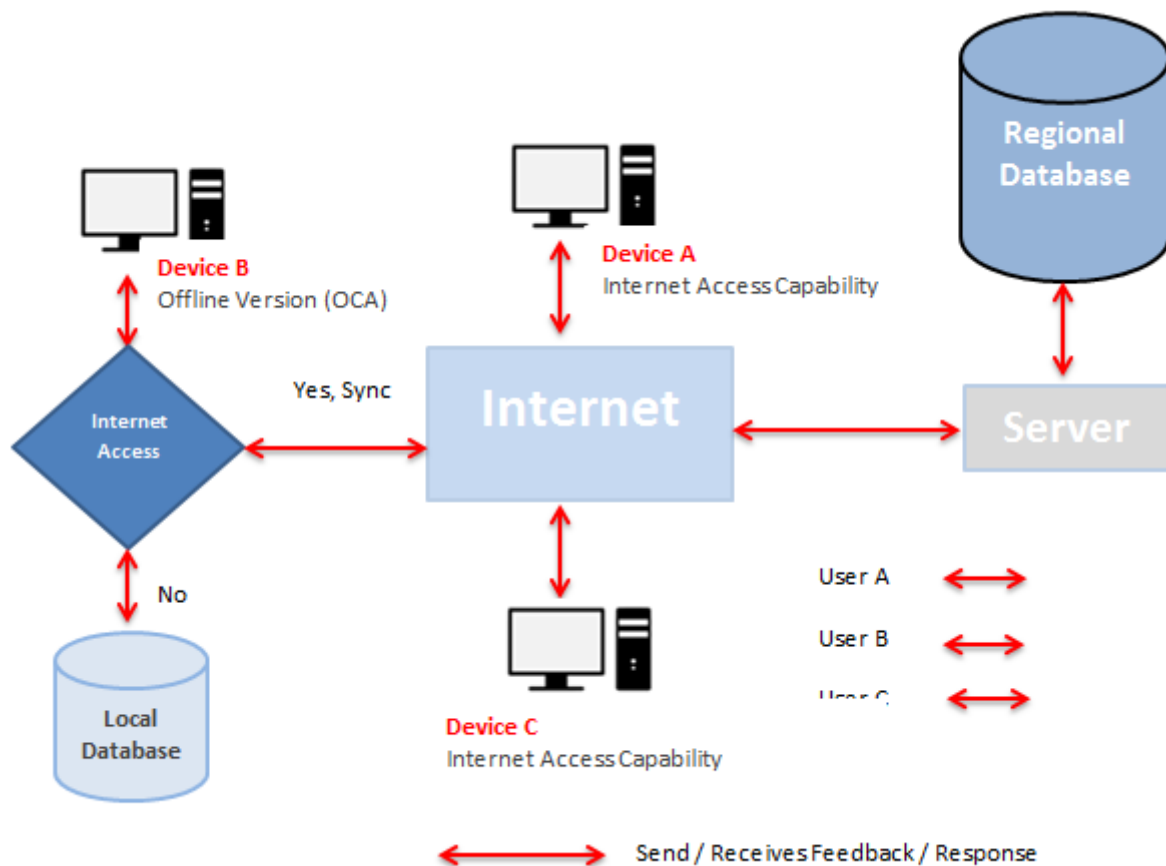 Regional
Database
Device B
Offline Version (OCA)
Device A
Internet Access Capability
Internet
Access
Yes, Sync
Internet
Server
No
Local
Database
Device C
Internet Access Capability
User A
User B
User C
Send / Receives Feedback / Response